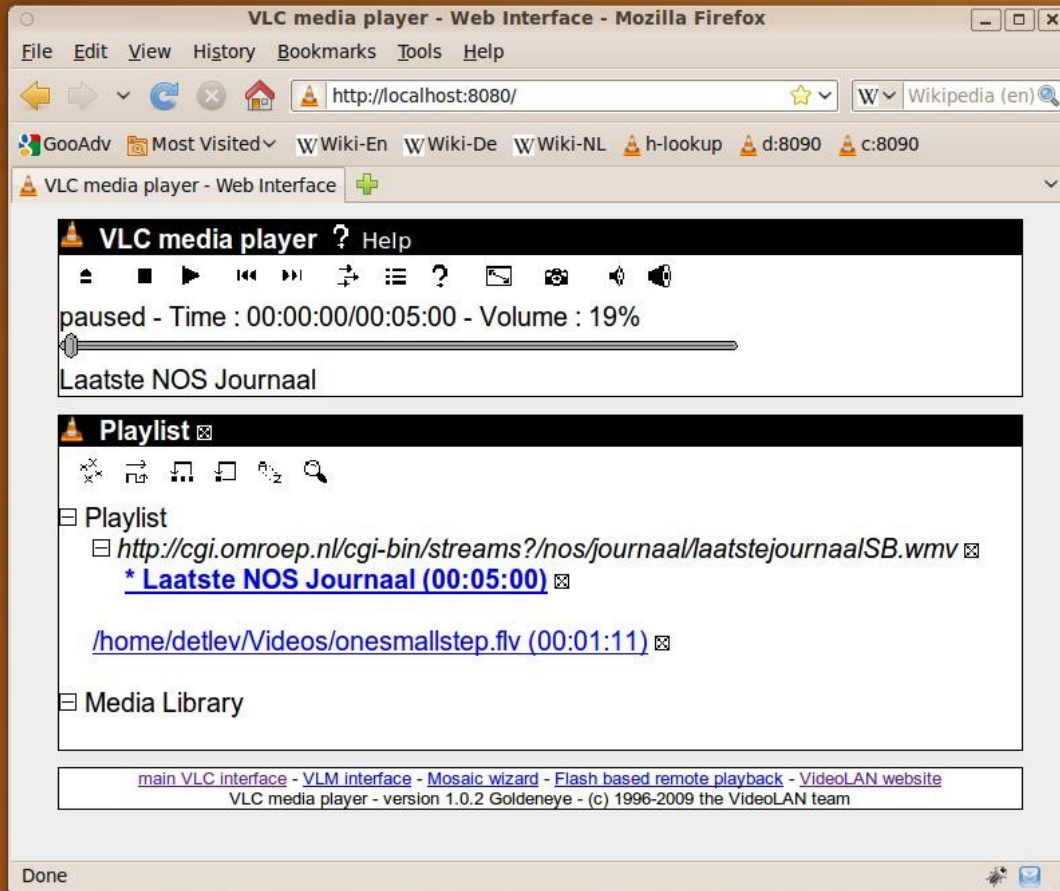 VLC media player - Web Interface - Mozilla Firefox
File Edit View History Bookmarks Tools Help
http://localhost:8080/ W Wikipedia (en)
GooAdv Most Visited W Wiki-En W Wiki-De W Wiki-NL h-lookup d:8090 c:8090
VLC media player - Web Interface
VLC media player ? Help
?
paused - Time : 00:00:00/00:05:00 - Volume : 19%
Laatste NOS Journaal
Playlist
A Z
Playlist
http://cgi.omroep.nl/cgi-bin/streams?/nos/journaal/laatstejournaalSB.wmv
* Laatste NOS Journaal (00:05:00)
/home/detlev/Videos/onesmallstep.flv (00:01:11)
Media Library
main VLC interface - VLM interface - Mosaic wizard - Flash based remote playback - VideoLAN website
VLC media player - version 1.0.2 Goldeneye - (c) 1996-2009 the VideoLAN team
Done